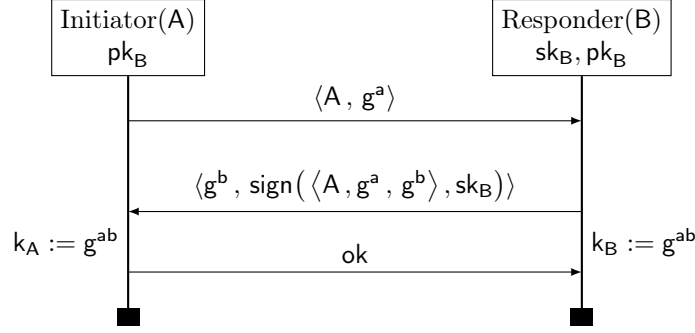 Initiator(A)
pk_B
Responder(B)
sk_B, pk_B
⟨A , g^a⟩
⟨g^b , sign(⟨A , g^a , g^b⟩ , sk_B)⟩
k_A := g^ab
ok
k_B := g^ab